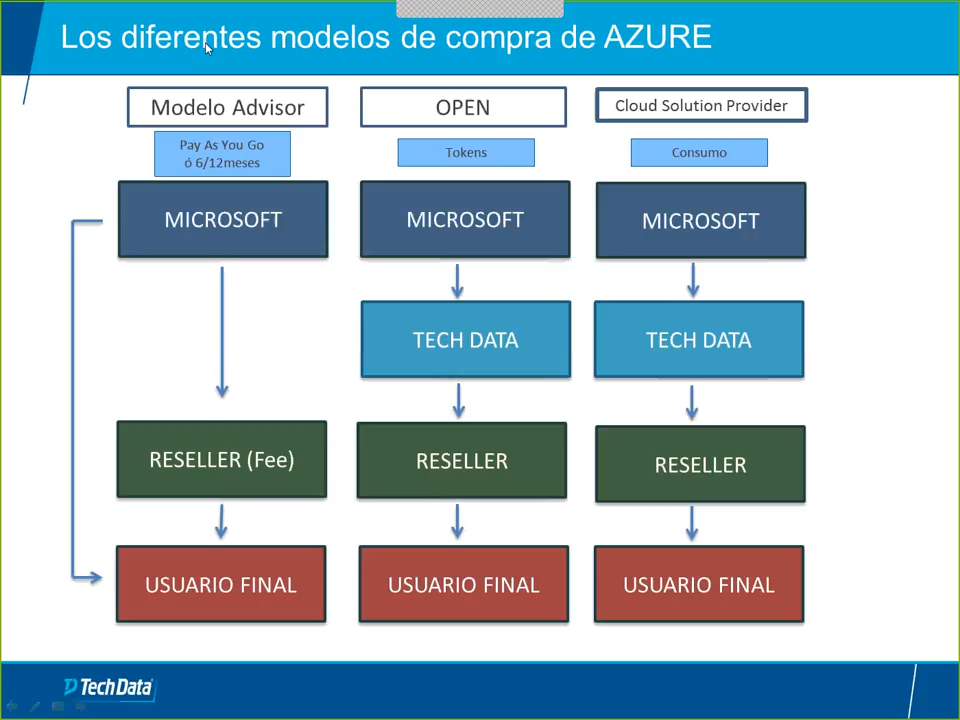 Los diferentes modelos de compra de AZURE
Modelo Advisor
OPEN
Cloud Solution Provider
Pay As You Go
ó 6/12meses
Tokens
Consumo
MICROSOFT
MICROSOFT
MICROSOFT
TECH DATA
TECH DATA
RESELLER (Fee)
RESELLER
RESELLER
USUARIO FINAL
USUARIO FINAL
USUARIO FINAL
Tech Data